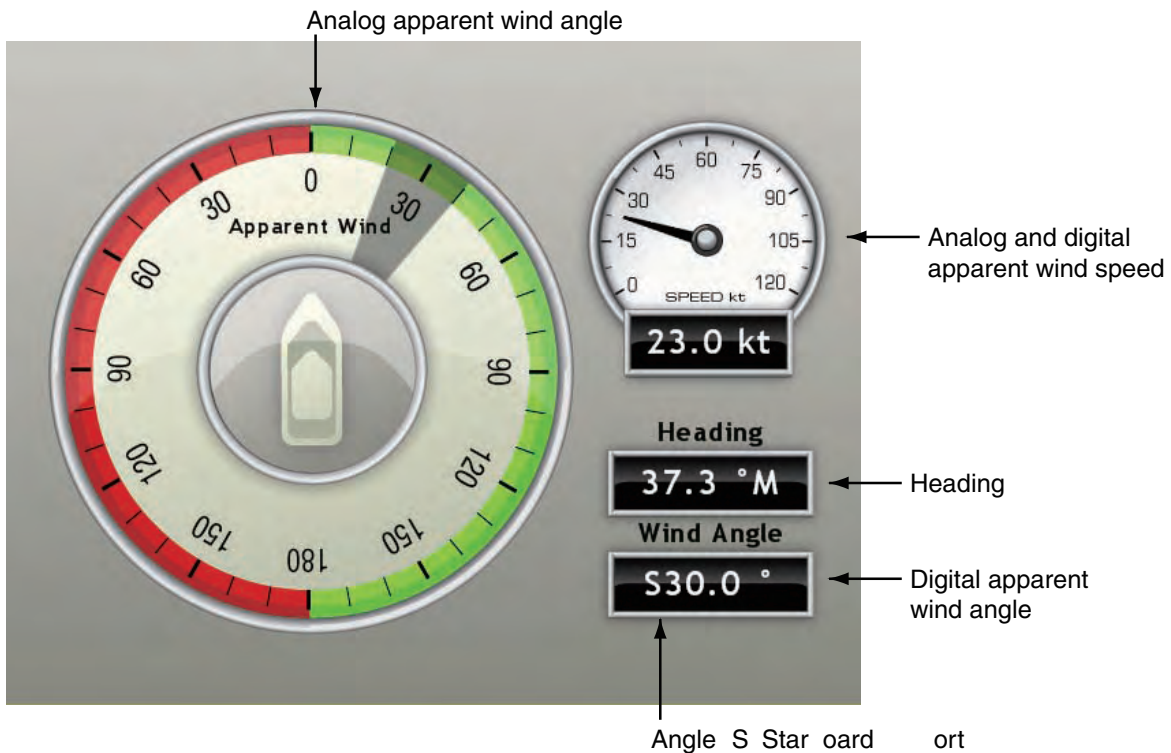 Analog apparent wind angle
0
30
60
90
120
150
180
150
120
90
60
30
Apparent Wind
0
15
30
45
60
75
90
105
120
SPEED kt
23.0 kt
Analog and digital
apparent wind speed
Heading
37.3 °M
Heading
Wind Angle
S30.0 °
Digital apparent
wind angle
Angle S Star oard ort